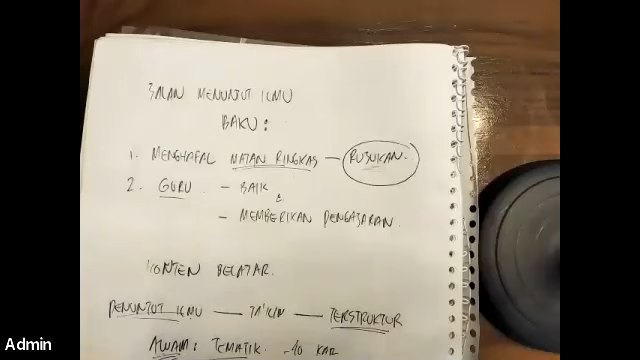 JALAN MENUNTUT ILMU
BAKU :
1. MENGHAFAL MATAN RINGKAS — RUJUKAN.
2. GURU - BAIK
&
- MEMBERIKAN PENGAJARAN.
KONTEN BELAJAR.
PENUNTUT ILMU — TA'LIM — TERSTRUKTUR
AWAM : TEMATIK.
Admin